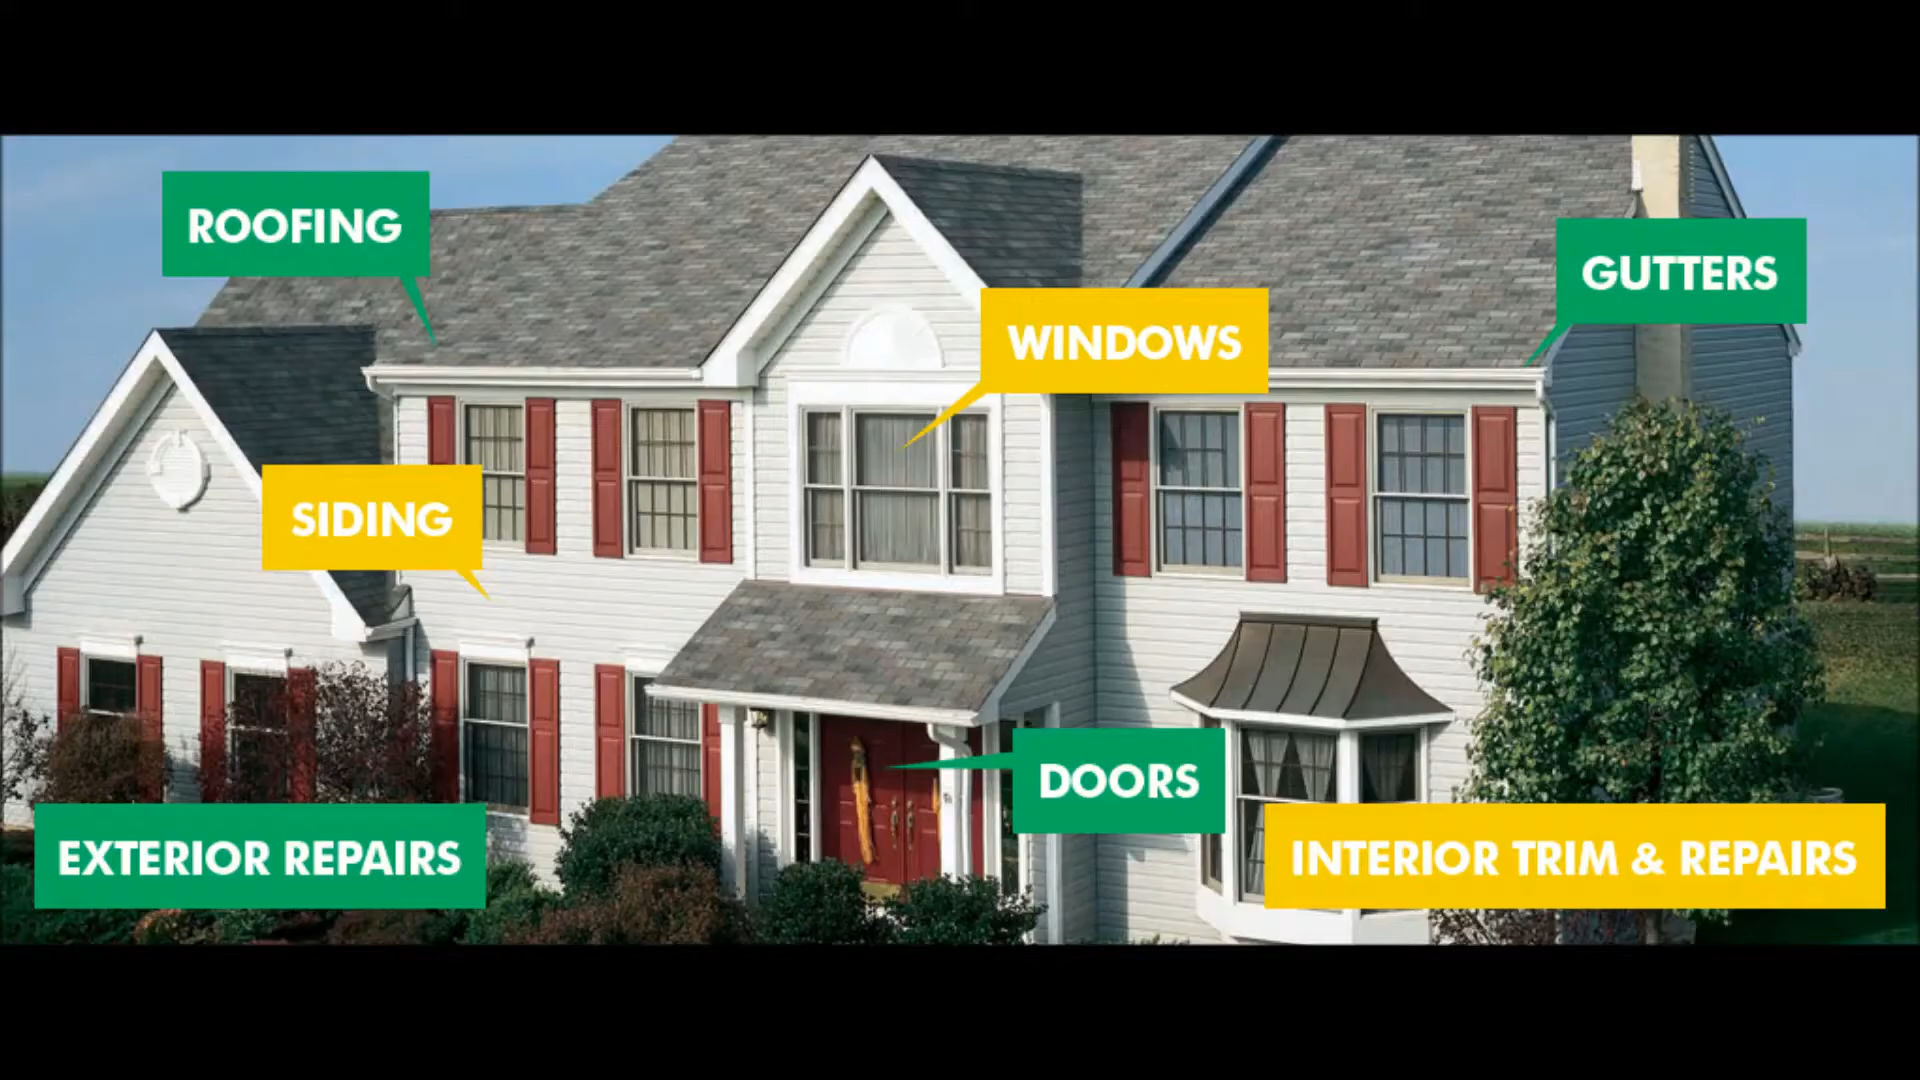 ROOFING
GUTTERS
WINDOWS
SIDING
DOORS
EXTERIOR REPAIRS
INTERIOR TRIM & REPAIRS